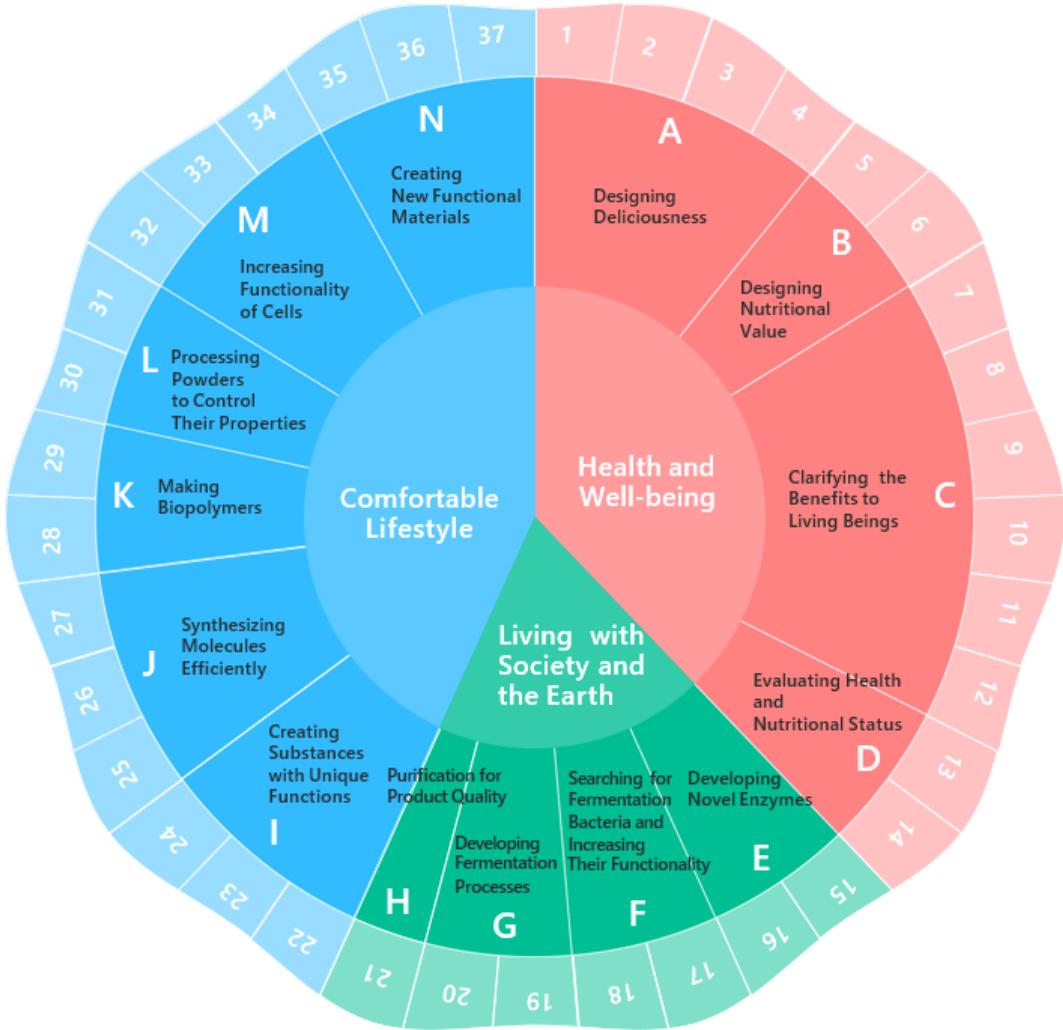 1
2
3
4
5
6
7
8
9
10
11
12
13
14
15
16
17
18
19
20
21
22
23
24
25
26
27
28
29
30
31
32
33
34
35
36
37
A
Designing
Deliciousness
B
Designing
Nutritional
Value
C
Clarifying the
Benefits to
Living Beings
D
Evaluating Health
and
Nutritional Status
E
Developing
Novel Enzymes
F
Searching for
Fermentation
Bacteria and
Increasing
Their Functionality
G
Developing
Fermentation
Processes
H
Purification for
Product Quality
I
Creating
Substances
with Unique
Functions
J
Synthesizing
Molecules
Efficiently
K
Making
Biopolymers
L
Processing
Powders
to Control
Their Properties
M
Increasing
Functionality
of Cells
N
Creating
New Functional
Materials
Health and
Well-being
Living with
Society and
the Earth
Comfortable
Lifestyle